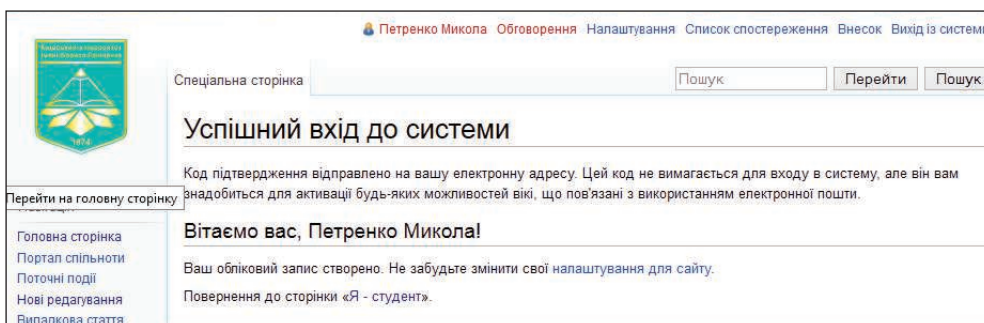 Петренко Микола Обговорення Налаштування Список спостереження Внесок Вихід із системи
Спеціальна сторінка
Пошук
Перейти
Пошук
1874
Успішний вхід до системи
Код підтвердження відправлено на вашу електронну адресу. Цей код не вимагається для входу в систему, але він вам
знадобиться для активації будь-яких можливостей вікі, що пов'язані з використанням електронної пошти.
Перейти на головну сторінку
Вітаємо вас, Петренко Микола!
Ваш обліковий запис створено. Не забудьте змінити свої налаштування для сайту.
Повернення до сторінки «Я - студент».
Головна сторінка
Портал спільноти
Поточні події
Нові редагування
Випадкова стаття